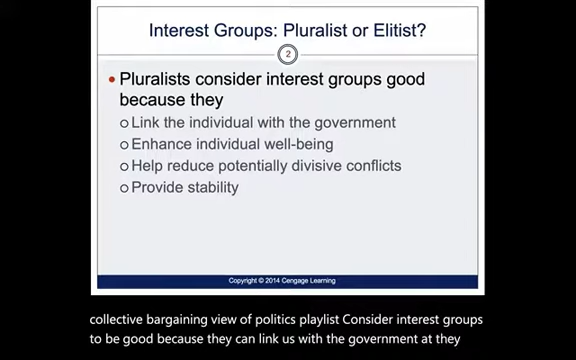 Interest Groups: Pluralist or Elitist?
2
• Pluralists consider interest groups good
because they
o Link the individual with the government
o Enhance individual well-being
o Help reduce potentially divisive conflicts
o Provide stability
Copyright © 2014 Cengage Learning
collective bargaining view of politics playlist Consider interest groups
to be good because they can link us with the government at they